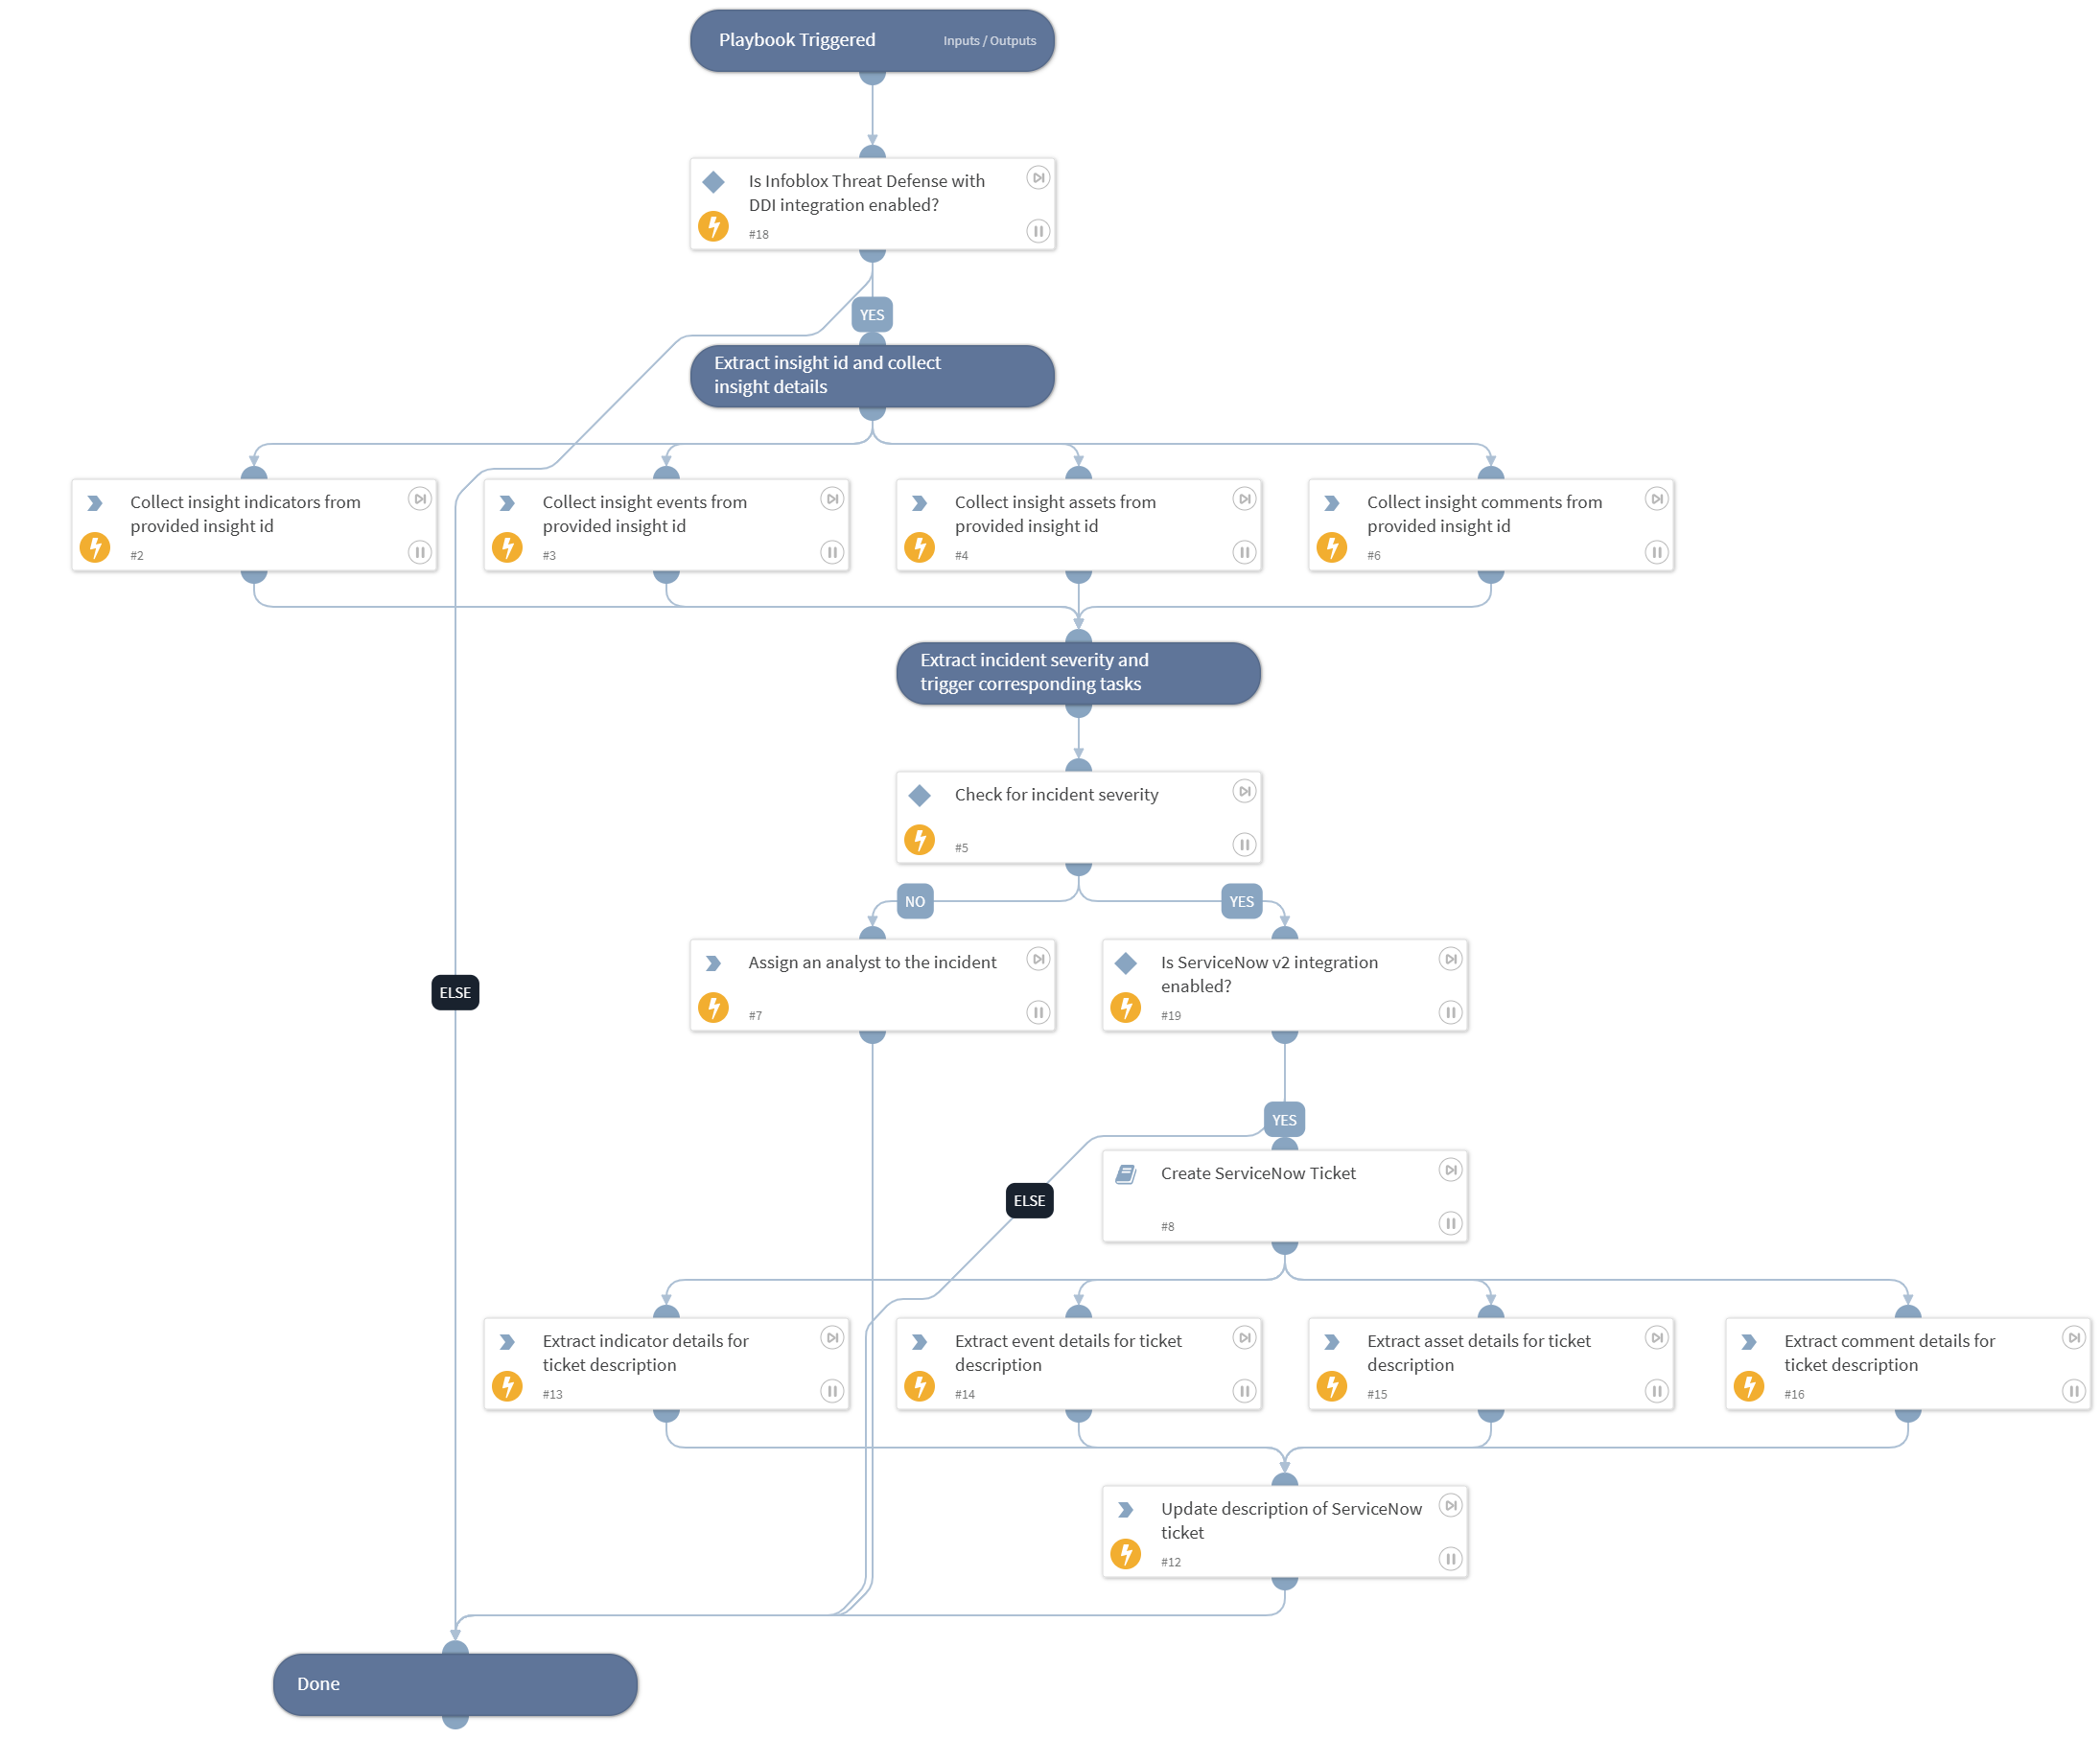 Playbook Triggered
Inputs / Outputs
Is Infoblox Threat Defense with
DDI integration enabled?
#18
YES
Extract insight id and collect
insight details
Collect insight indicators from
provided insight id
#2
Collect insight events from
provided insight id
#3
Collect insight assets from
provided insight id
#4
Collect insight comments from
provided insight id
#6
Extract incident severity and
trigger corresponding tasks
Check for incident severity
#5
NO
YES
Assign an analyst to the incident
#7
Is ServiceNow v2 integration
enabled?
#19
ELSE
YES
Create ServiceNow Ticket
#8
ELSE
Extract indicator details for
ticket description
#13
Extract event details for ticket
description
#14
Extract asset details for ticket
description
#15
Extract comment details for
ticket description
#16
Update description of ServiceNow
ticket
#12
Done